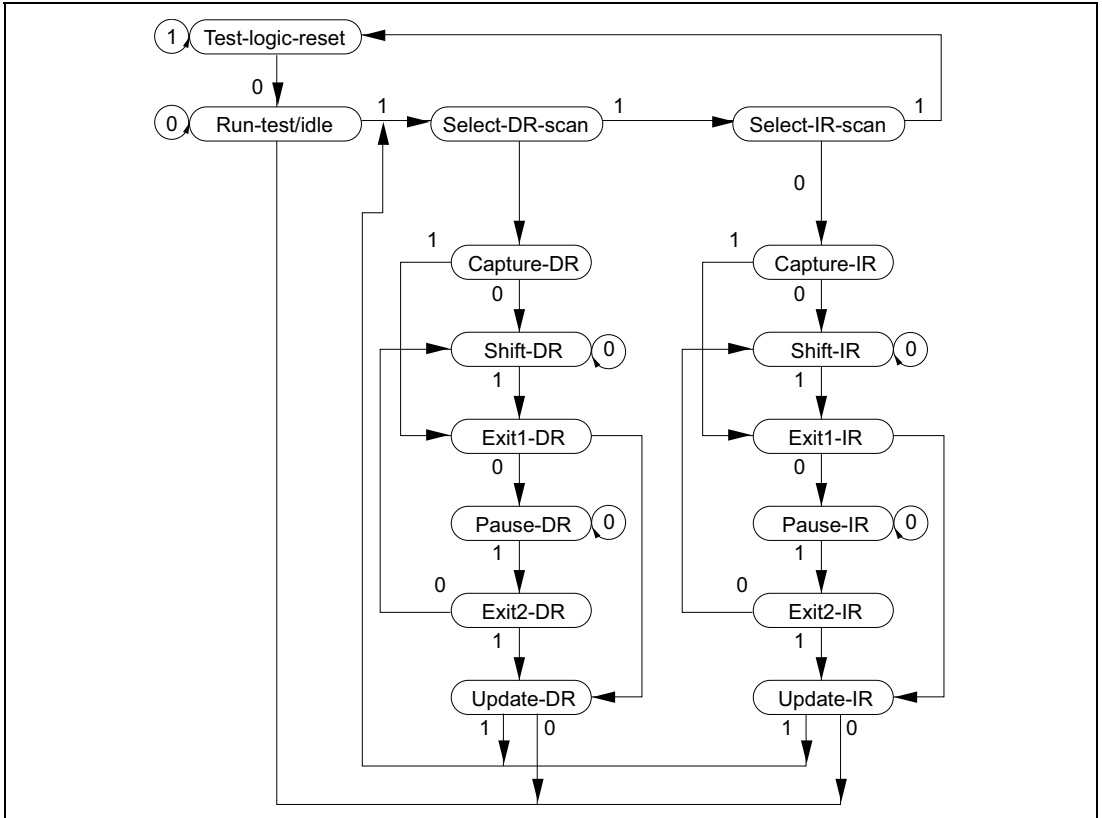 1 Test-logic-reset
0
0 Run-test/idle 1 Select-DR-scan 1 Select-IR-scan 1
0
1 1
Capture-DR Capture-IR
0 0
Shift-DR 0 Shift-IR 0
1 1
Exit1-DR Exit1-IR
0 0
Pause-DR 0 Pause-IR 0
1 1
0 0
Exit2-DR Exit2-IR
1 1
Update-DR Update-IR
1 0 1 0